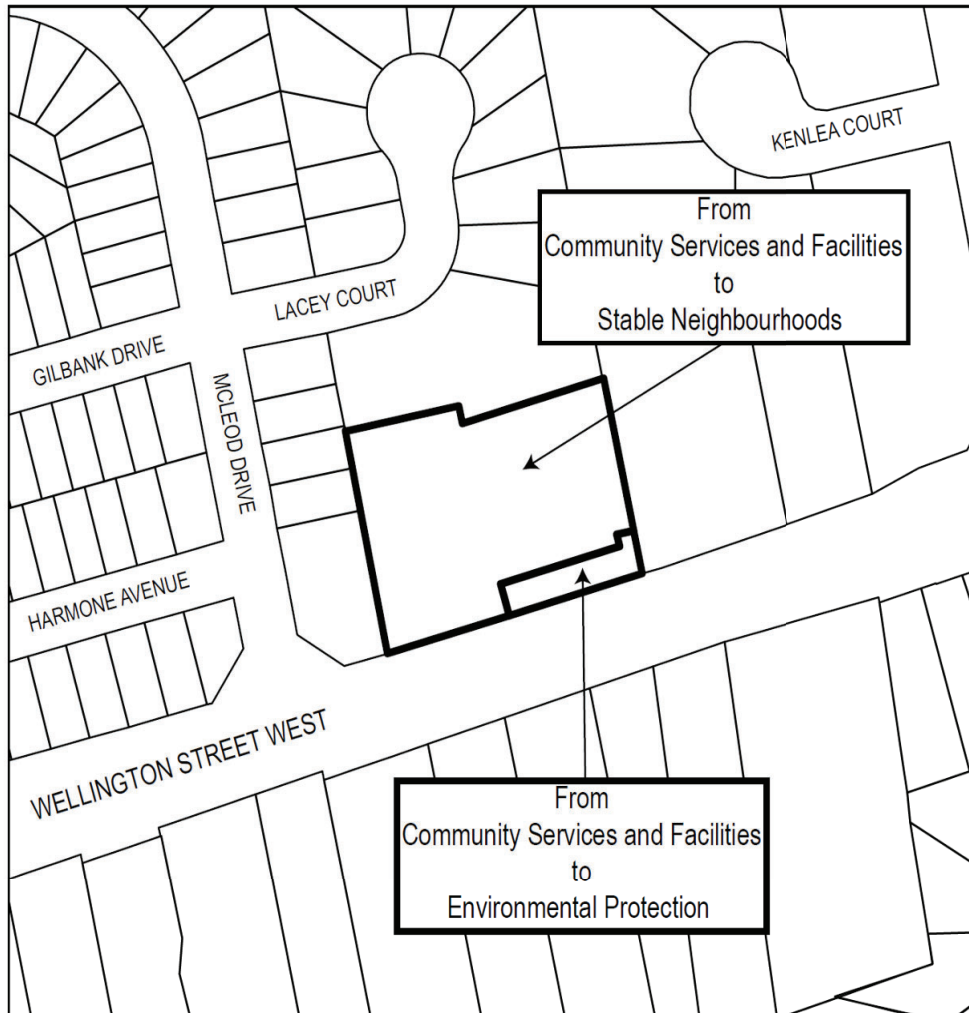 KENLEA COURT
From
Community Services and Facilities
to
Stable Neighbourhoods
LACEY COURT
GILBANK DRIVE
MCLEOD DRIVE
HARMONE AVENUE
WELLINGTON STREET WEST
From
Community Services and Facilities
to
Environmental Protection